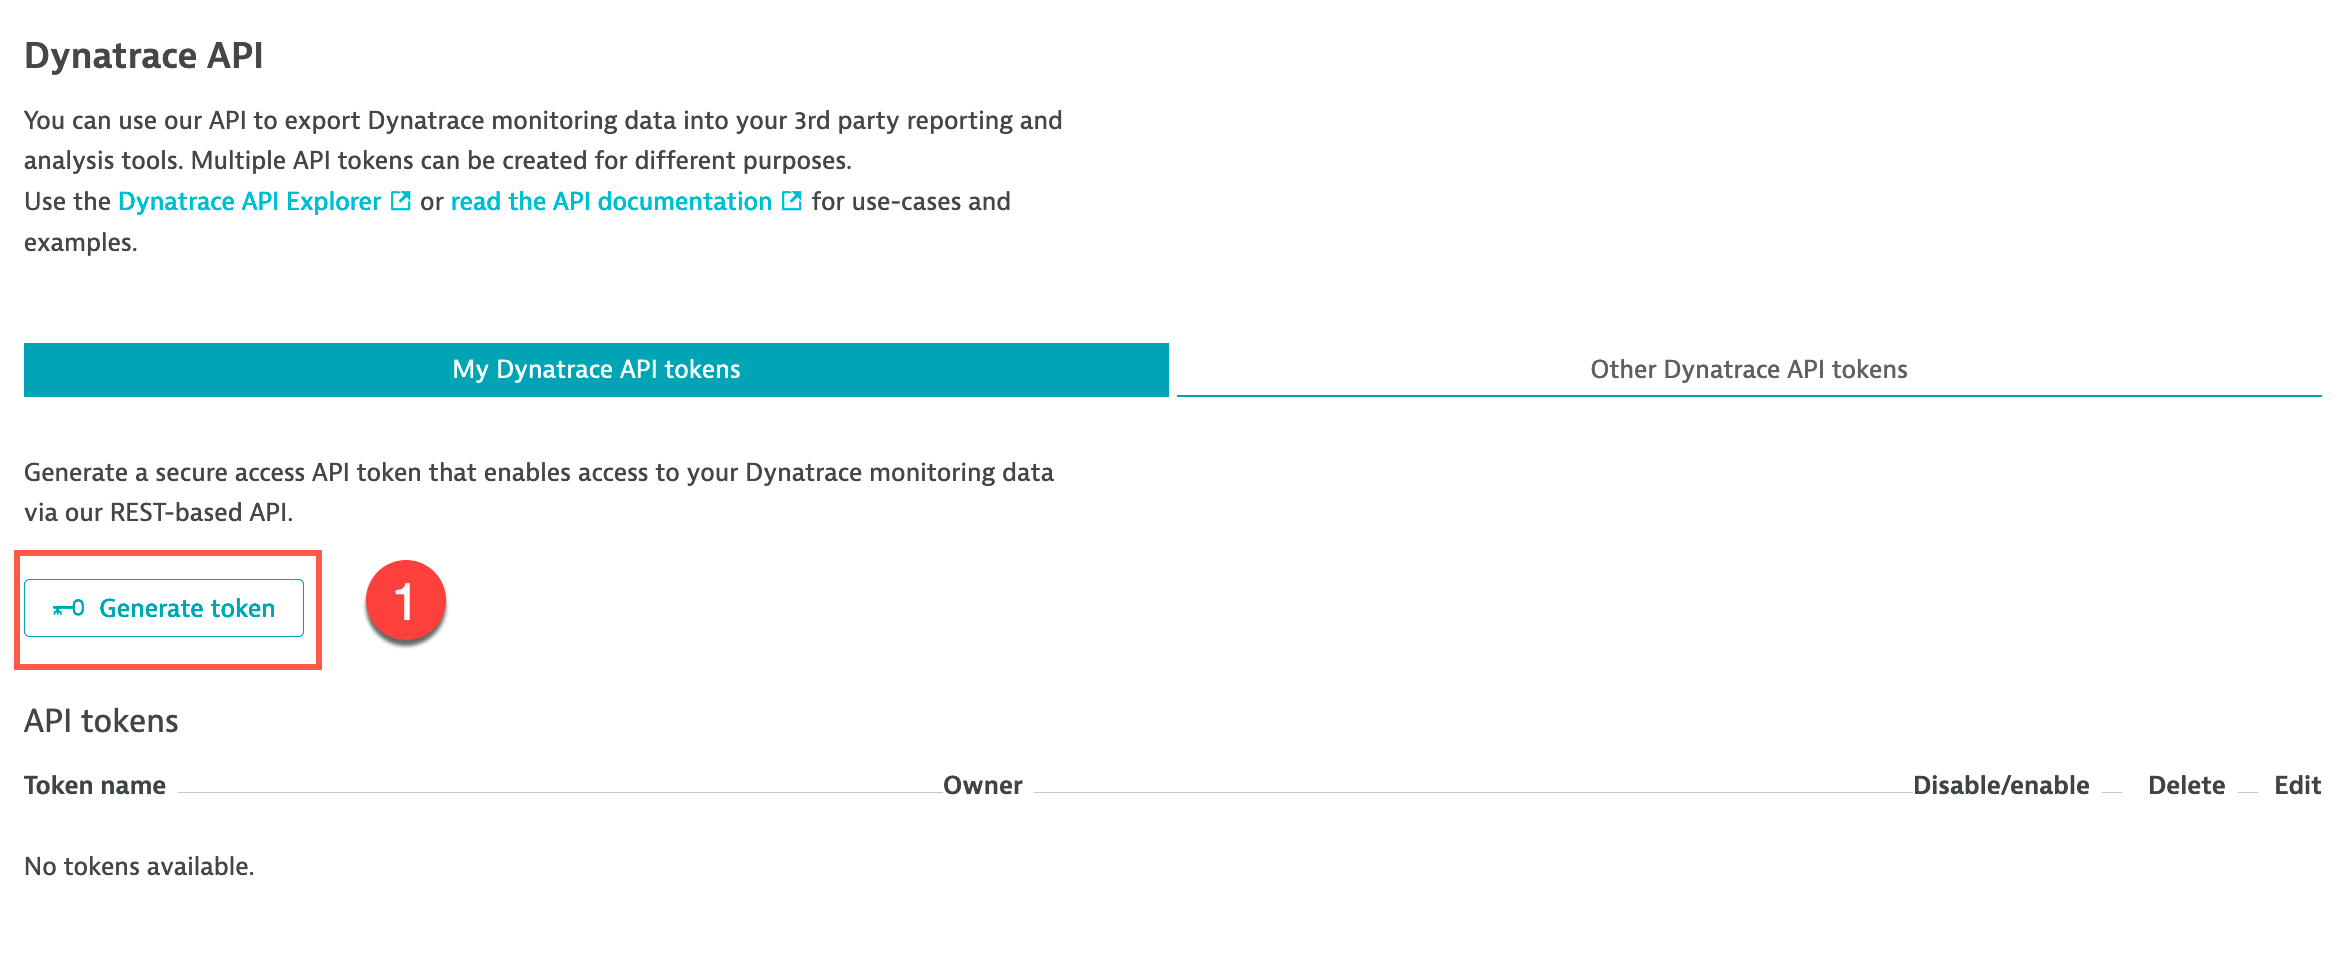 Dynatrace API
You can use our API to export Dynatrace monitoring data into your 3rd party reporting and
analysis tools. Multiple API tokens can be created for different purposes.
Use the Dynatrace API Explorer or read the API documentation for use-cases and
examples.
My Dynatrace API tokens
Other Dynatrace API tokens
Generate a secure access API token that enables access to your Dynatrace monitoring data
via our REST-based API.
Generate token
1
API tokens
Token name Owner Disable/enable Delete Edit
No tokens available.